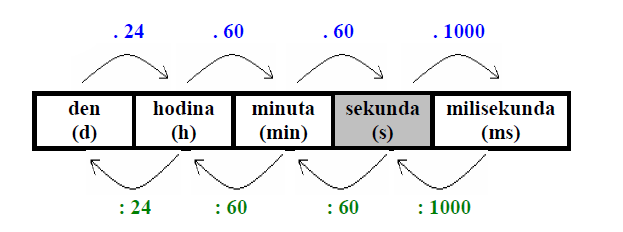 . 24 . 60 . 60 . 1000
den hodina minuta sekunda milisekunda
(d) (h) (min) (s) (ms)
: 24 : 60 : 60 : 1000